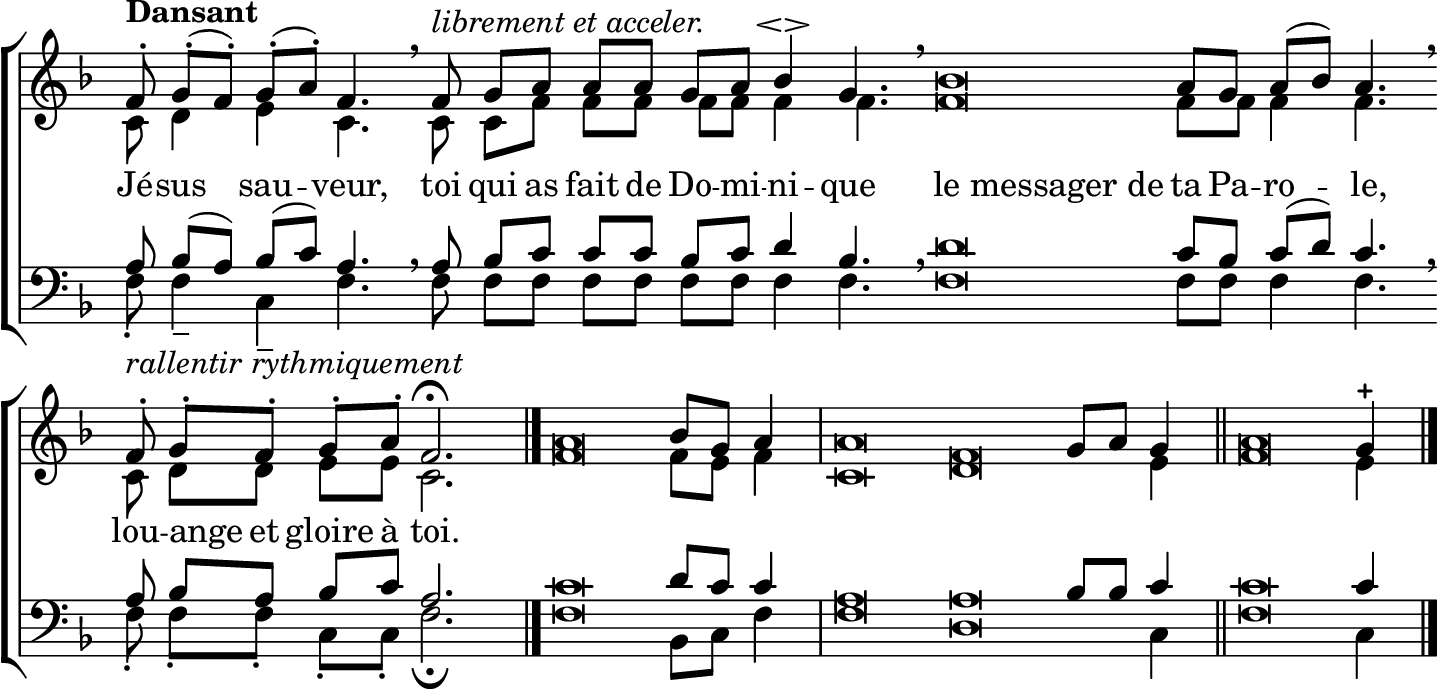 Dansant
librement et acceler.
Jésus sau -- veur, toi qui as fait de Do -- mi -- ni -- que le messager de ta Pa -- ro -- le,
rallentir rythmiquement
lou -- ange et gloire à toi.